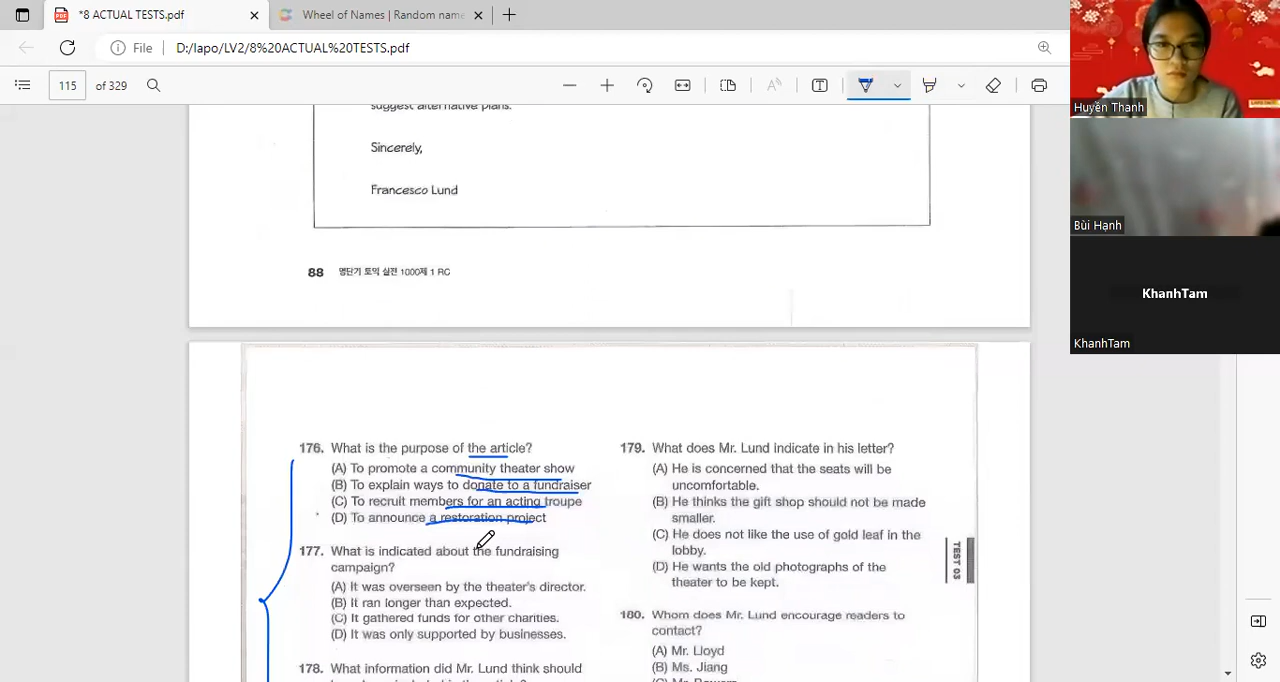 *8 ACTUAL TESTS.pdf
Wheel of Names | Random name
File D:/lapo/LV2/8%20ACTUAL%20TESTS.pdf
115 of 329
suggest alternative plans.
Sincerely,
Francesco Lund
88 명단기 토익 실전 1000제 1 RC
176. What is the purpose of the article?
(A) To promote a community theater show
(B) To explain ways to donate to a fundraiser
(C) To recruit members for an acting troupe
(D) To announce a restoration project
177. What is indicated about the fundraising
campaign?
(A) It was overseen by the theater's director.
(B) It ran longer than expected.
(C) It gathered funds for other charities.
(D) It was only supported by businesses.
178. What information did Mr. Lund think should
179. What does Mr. Lund indicate in his letter?
(A) He is concerned that the seats will be
uncomfortable.
(B) He thinks the gift shop should not be made
smaller.
(C) He does not like the use of gold leaf in the
lobby.
(D) He wants the old photographs of the
theater to be kept.
180. Whom does Mr. Lund encourage readers to
contact?
(A) Mr. Lloyd
(B) Ms. Jiang
TEST 03
Huyền Thanh
Bùi Hạnh
KhanhTam
KhanhTam